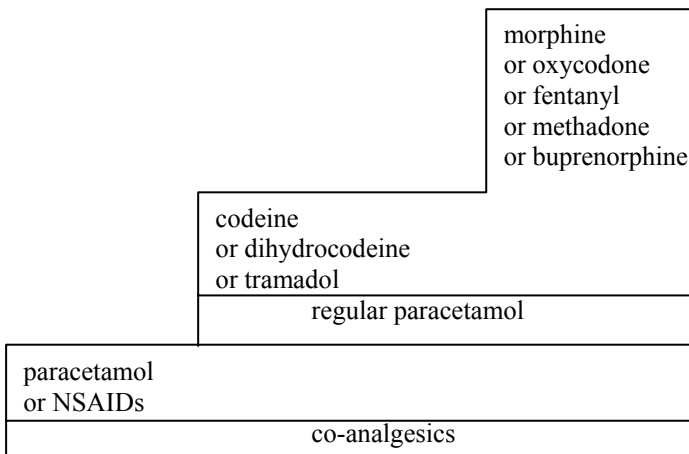 morphine
or oxycodone
or fentanyl
or methadone
or buprenorphine
codeine
or dihydrocodeine
or tramadol
regular paracetamol
paracetamol
or NSAIDs
co-analgesics